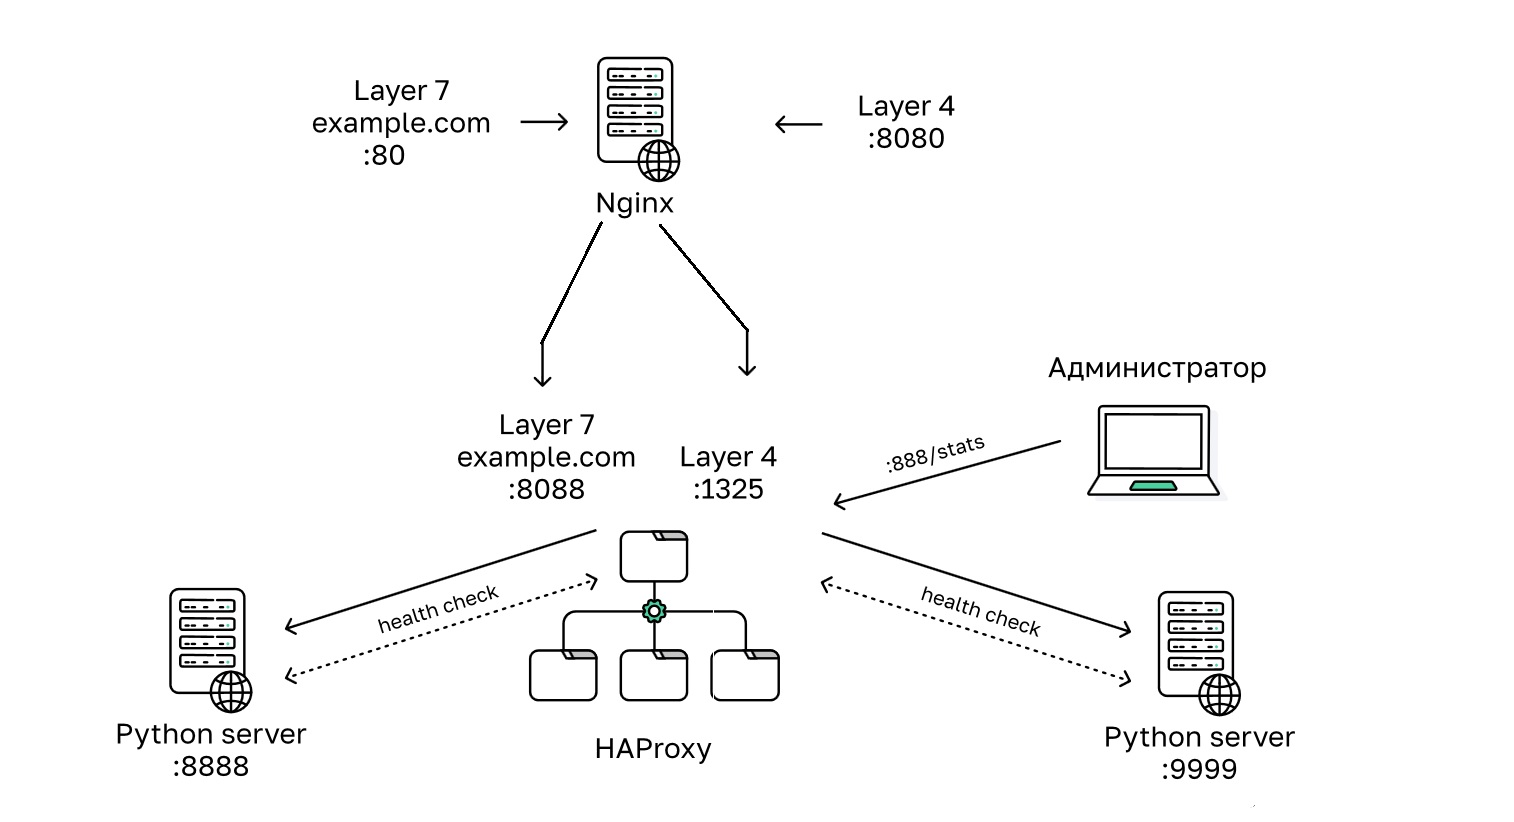 Layer 7
example.com
:80
Layer 4
:8080
Nginx
Layer 7
example.com
:8088
Layer 4
:1325
Администратор
:888/stats
health check
health check
Python server
:8888
HAProxy
Python server
:9999